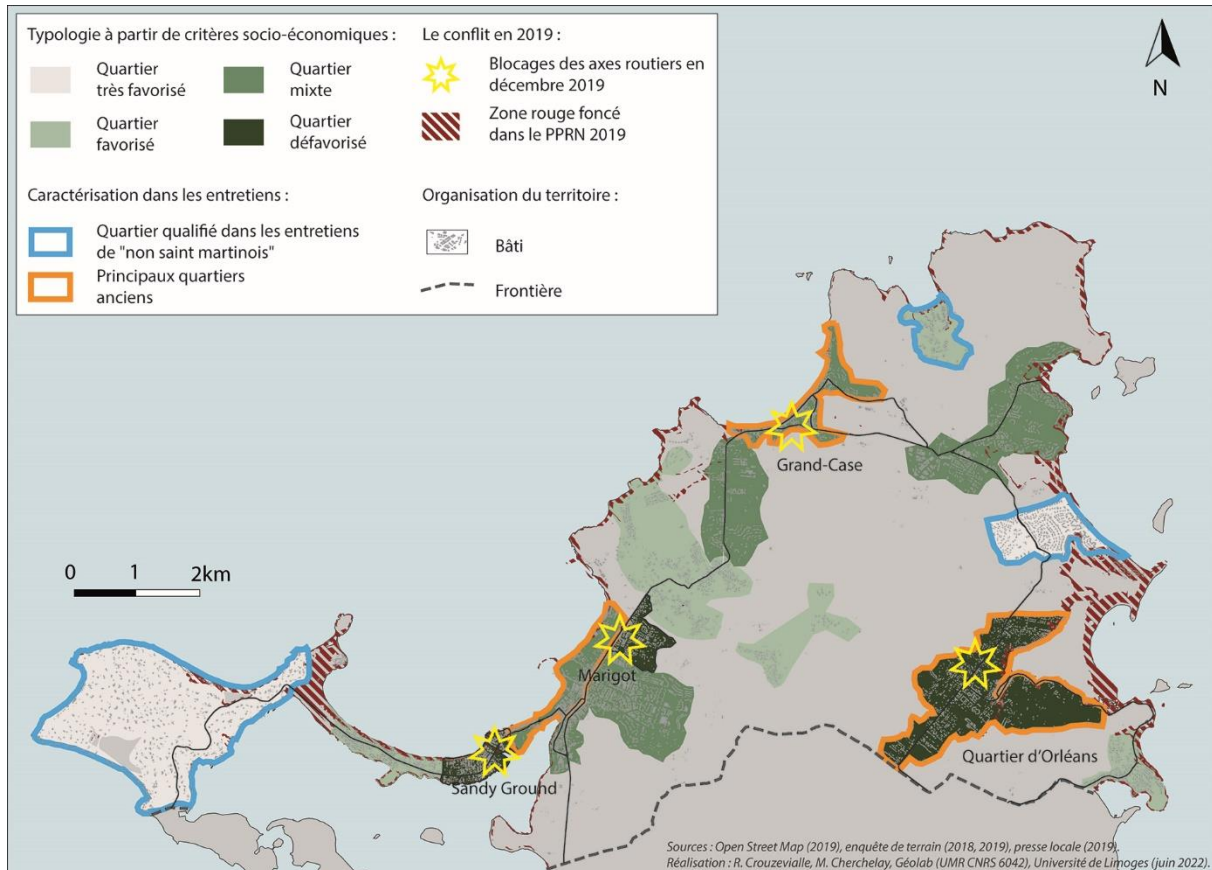 Typologie à partir de critères socio-économiques :
Quartier
très favorisé
Quartier
mixte
Quartier
favorisé
Quartier
défavorisé
Le conflit en 2019 :
Blocages des axes routiers en
décembre 2019
Zone rouge foncé
dans le PPRN 2019
Caractérisation dans les entretiens :
Quartier qualifié dans les entretiens
de "non saint martinois"
Principaux quartiers
anciens
Organisation du territoire :
Bâti
Frontière
N
Grand-Case
0 1 2km
Marigot
Sandy Ground
Quartier d'Orléans
Sources : Open Street Map (2019), enquête de terrain (2018, 2019), presse locale (2019).
Réalisation : R. Crouzevialle, M. Cherchelay, Géolab (UMR CNRS 6042), Université de Limoges (juin 2022).